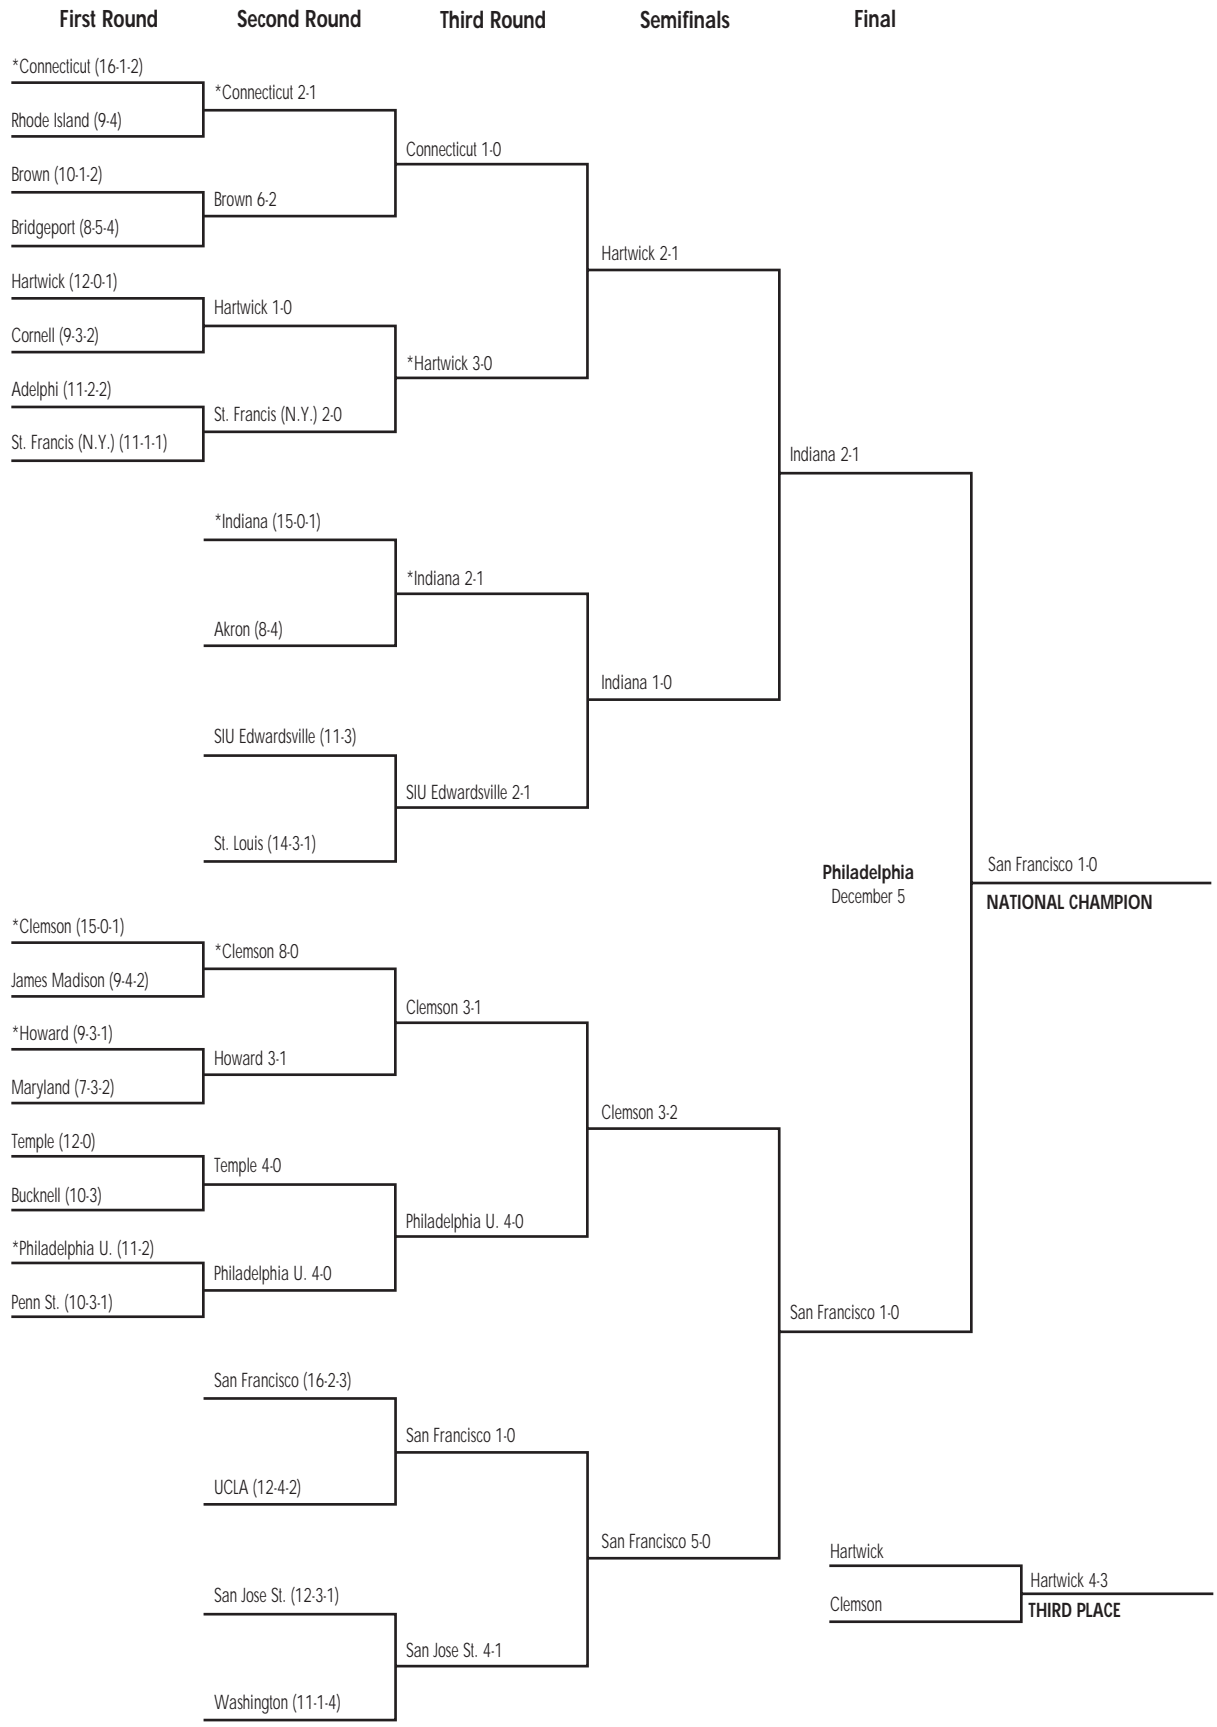 First Round
Second Round
Third Round
Semifinals
Final
*Connecticut (16-1-2)
Rhode Island (9-4)
Brown (10-1-2)
Bridgeport (8-5-4)
Hartwick (12-0-1)
Cornell (9-3-2)
Adelphi (11-2-2)
St. Francis (N.Y.) (11-1-1)
*Connecticut 2-1
Brown 6-2
Hartwick 1-0
St. Francis (N.Y.) 2-0
*Indiana (15-0-1)
Akron (8-4)
SIU Edwardsville (11-3)
St. Louis (14-3-1)
Connecticut 1-0
*Hartwick 3-0
*Indiana 2-1
SIU Edwardsville 2-1
Hartwick 2-1
Indiana 1-0
Indiana 2-1
*Clemson (15-0-1)
James Madison (9-4-2)
*Howard (9-3-1)
Maryland (7-3-2)
Temple (12-0)
Bucknell (10-3)
*Philadelphia U. (11-2)
Penn St. (10-3-1)
*Clemson 8-0
Howard 3-1
Temple 4-0
Philadelphia U. 4-0
San Francisco (16-2-3)
UCLA (12-4-2)
San Jose St. (12-3-1)
Washington (11-1-4)
Clemson 3-1
Philadelphia U. 4-0
San Francisco 1-0
San Jose St. 4-1
Clemson 3-2
San Francisco 5-0
San Francisco 1-0
Philadelphia
December 5
San Francisco 1-0
NATIONAL CHAMPION
Hartwick
Clemson
Hartwick 4-3
THIRD PLACE